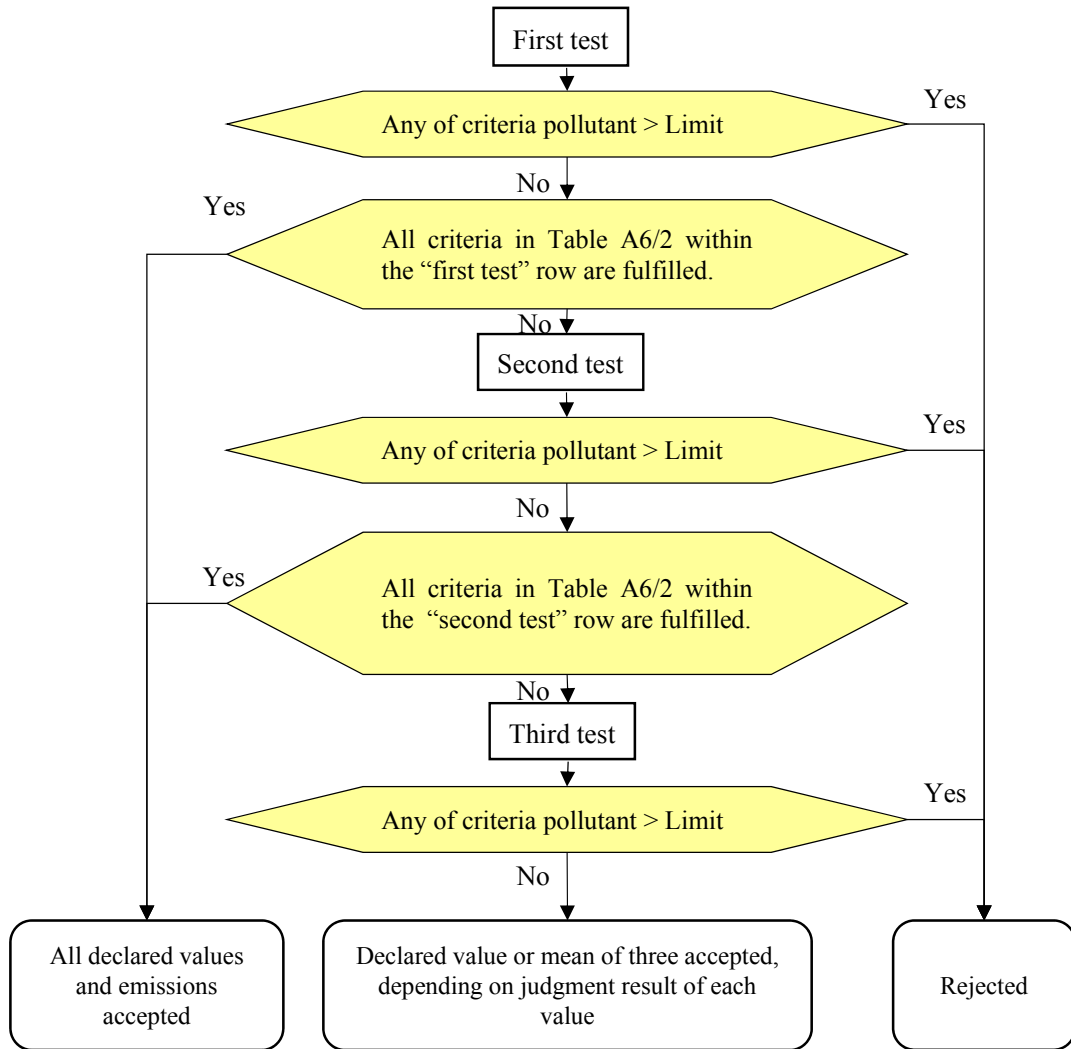 First test
Yes
Any of criteria pollutant > Limit
No
Yes
All criteria in Table A6/2 within
the “first test” row are fulfilled.
No
Second test
Yes
Any of criteria pollutant > Limit
No
Yes
All criteria in Table A6/2 within
the “second test” row are fulfilled.
No
Third test
Yes
Any of criteria pollutant > Limit
No
All declared values
and emissions
accepted
Declared value or mean of three accepted,
depending on judgment result of each
value
Rejected